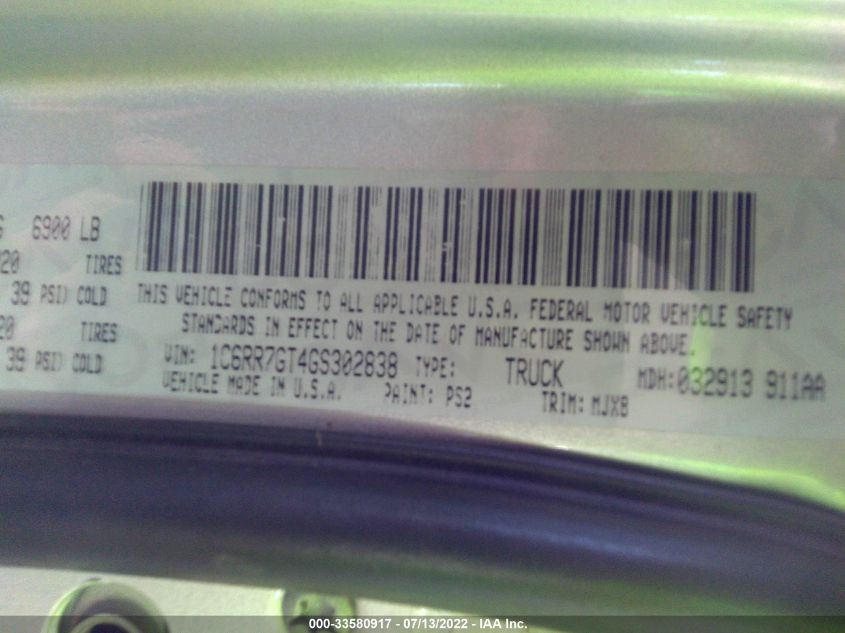 6900 LB
TIRES
39 PSI) COLD
TIRES
39 PSI) COLD
THIS VEHICLE CONFORMS TO ALL APPLICABLE U.S.A. FEDERAL MOTOR VEHICLE SAFETY
STANDARDS IN EFFECT ON THE DATE OF MANUFACTURE SHOWN ABOVE.
VIN: 1C6RR7GT4GS302838 TYPE: TRUCK MDH:032913 911AA
VEHICLE MADE IN U.S.A. PAINT: PS2 TRIM: MJX8
000-33580917 - 07/13/2022 - IAA Inc.